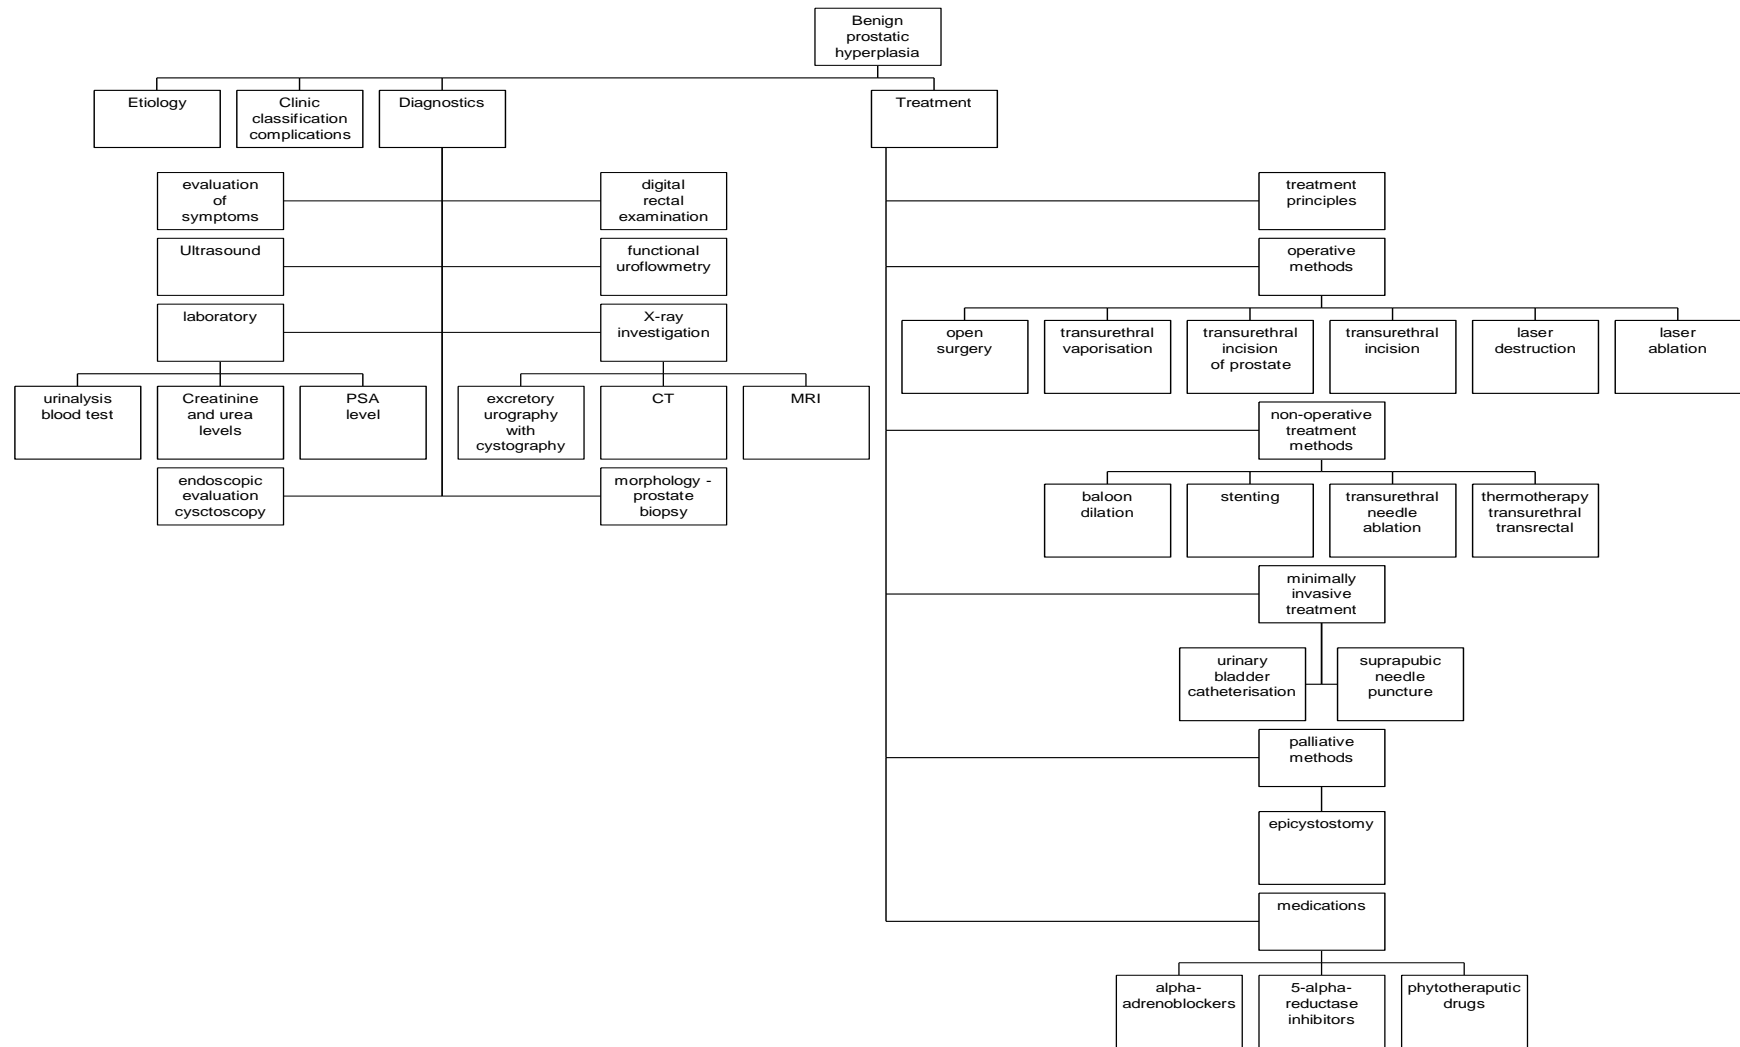 Benign
prostatic
hyperplasia
Etiology
Clinic
classification
complications
Diagnostics
Treatment
evaluation
of
symptoms
digital
rectal
examination
Ultrasound
functional
uroflowmetry
laboratory
X-ray
investigation
urinalysis
blood test
Creatinine
and urea
levels
PSA
level
excretory
urography
with
cystography
CT
MRI
endoscopic
evaluation
cysctoscopy
morphology -
prostate
biopsy
treatment
principles
operative
methods
open
surgery
transurethral
vaporisation
transurethral
incision
of prostate
transurethral
incision
laser
destruction
laser
ablation
non-operative
treatment
methods
baloon
dilation
stenting
transurethral
needle
ablation
thermotherapy
transurethral
transrectal
minimally
invasive
treatment
urinary
bladder
catheterisation
suprapubic
needle
puncture
palliative
methods
epicystostomy
medications
alpha-
adrenoblockers
5-alpha-
reductase
inhibitors
phytotheraputic
drugs